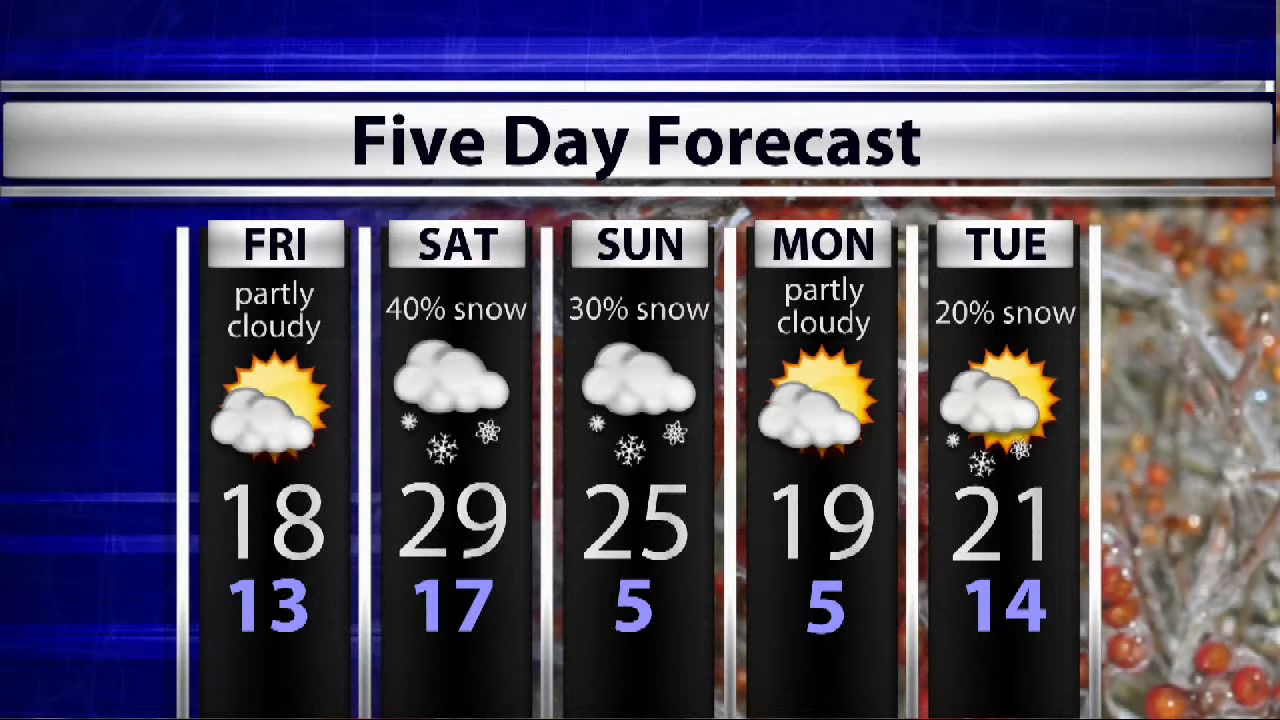 Five Day Forecast
FRI
partly
cloudy
18
13
SAT
40% snow
29
17
SUN
30% snow
25
5
MON
partly
cloudy
19
5
TUE
20% snow
21
14